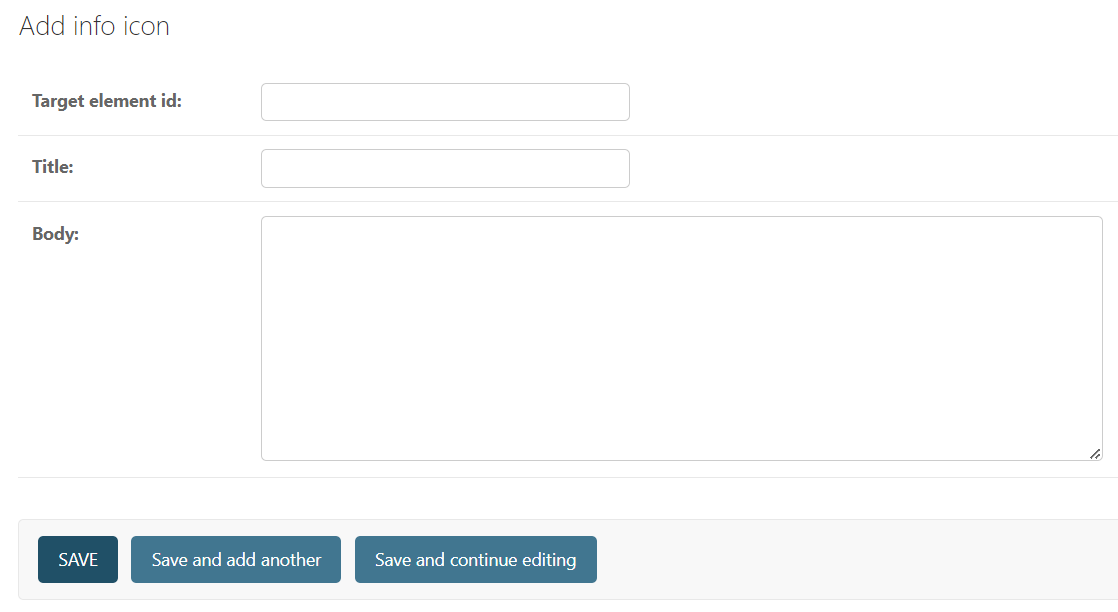 Add info icon
Target element id:
Title:
Body:
SAVE
Save and add another
Save and continue editing